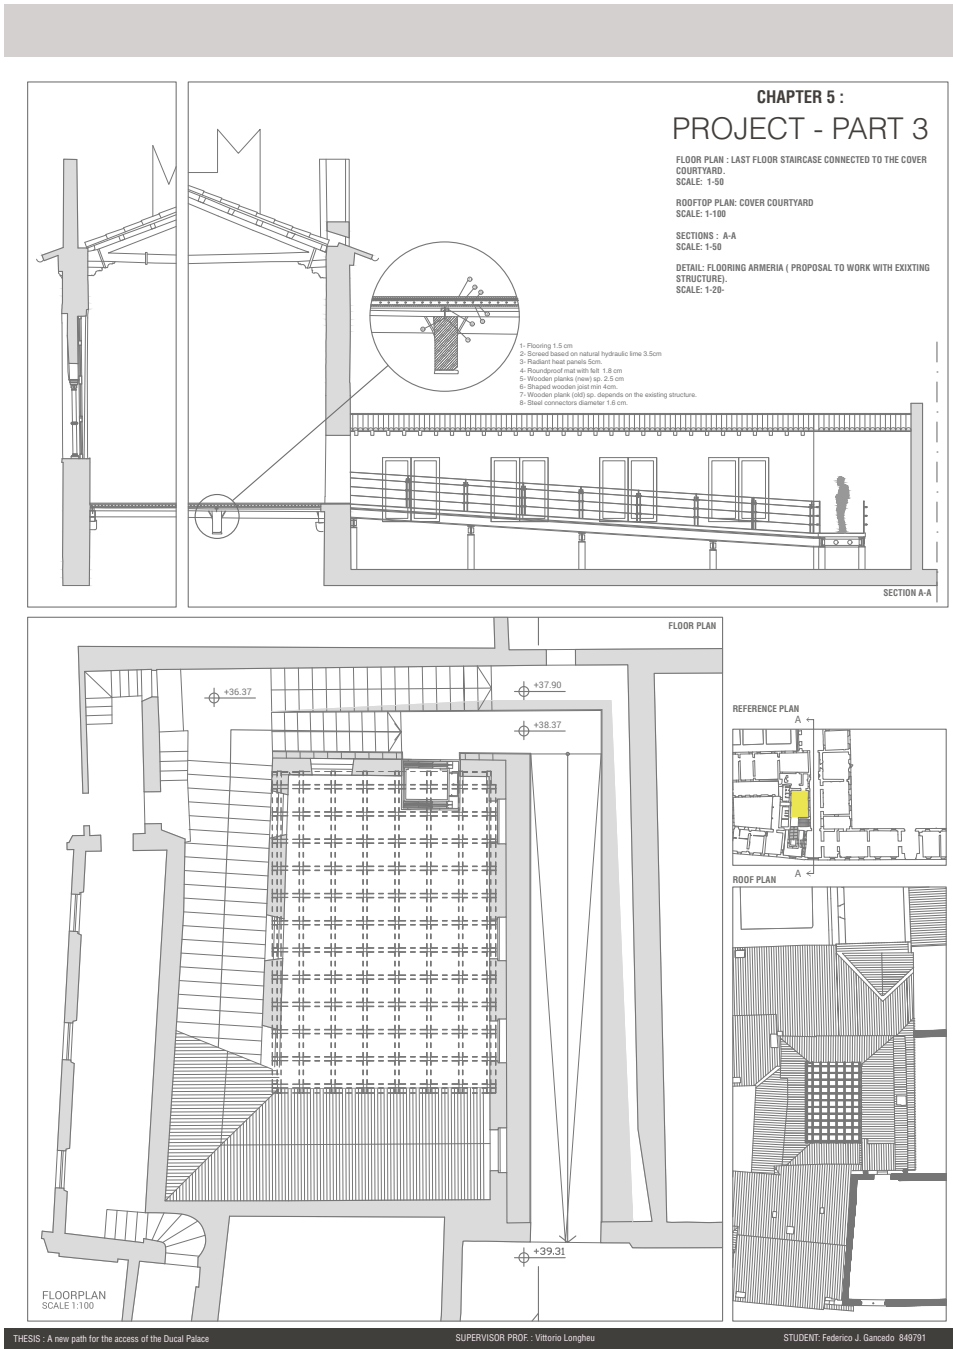 CHAPTER 5 :
PROJECT - PART 3
FLOOR PLAN : LAST FLOOR STAIRCASE CONNECTED TO THE COVER
COURTYARD.
SCALE: 1-50
ROOFTOP PLAN: COVER COURTYARD
SCALE: 1-100
SECTIONS : A-A
SCALE: 1-50
DETAIL: FLOORING ARMERIA ( PROPOSAL TO WORK WITH EXIXTING
STRUCTURE).
SCALE: 1-20-
1- Flooring 1.5 cm
2- Screed based on natural hydraulic lime 3.5cm
3- Radiant heat panels 5cm.
4- Roundproof mat with felt 1.8 cm
5- Wooden planks (new) sp. 2.5 cm
6- Shaped wooden joist min 4cm.
7- Wooden plank (old) sp. depends on the existing structure.
8- Steel connectors diameter 1.6 cm.
SECTION A-A
FLOOR PLAN
+36.37
+37.90
+38.37
+39.31
FLOORPLAN
SCALE 1:100
REFERENCE PLAN
A
A
ROOF PLAN
THESIS : A new path for the access of the Ducal Palace
SUPERVISOR PROF. : Vittorio Longheu
STUDENT: Federico J. Gancedo 849791